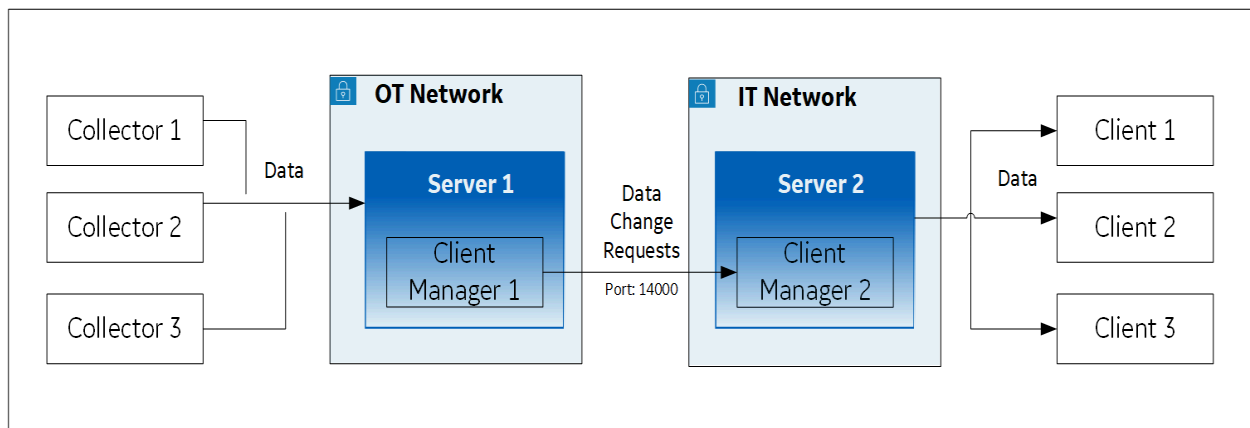 OT Network
IT Network
Collector 1
Collector 2
Collector 3
Data
Server 1
Client
Manager 1
Data
Change
Requests
Port: 14000
Server 2
Client
Manager 2
Data
Client 1
Client 2
Client 3